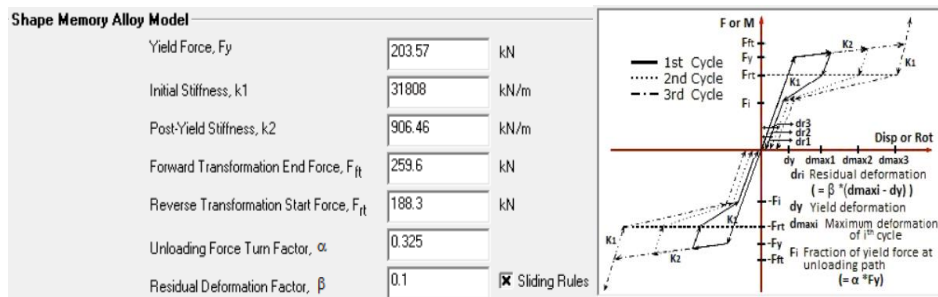 Shape Memory Alloy Model
Yield Force, Fy 203.57 kN
Initial Stiffness, k1 31808 kN/m
Post-Yield Stiffness, k2 906.46 kN/m
Forward Transformation End Force, Fft 259.6 kN
Reverse Transformation Start Force, Frt 188.3 kN
Unloading Force Turn Factor, α 0.325
Residual Deformation Factor, β 0.1 Sliding Rules
F or M
Fft
Fy
Frt
Fi
K2
K1
K1
K1
1st Cycle
2nd Cycle
3rd Cycle
dr3
dr2
dr1
Disp or Rot
dy dmax1 dmax2 dmax3
dri Residual deformation
( = β *(dmaxi - dy) )
dy Yield deformation
dmaxi Maximum deformation
of ith cycle
Fi Fraction of yield force at
unloading path
(= α *Fy)
-Fi
-Frt
-Fy
-Fft
K1
K1
K2